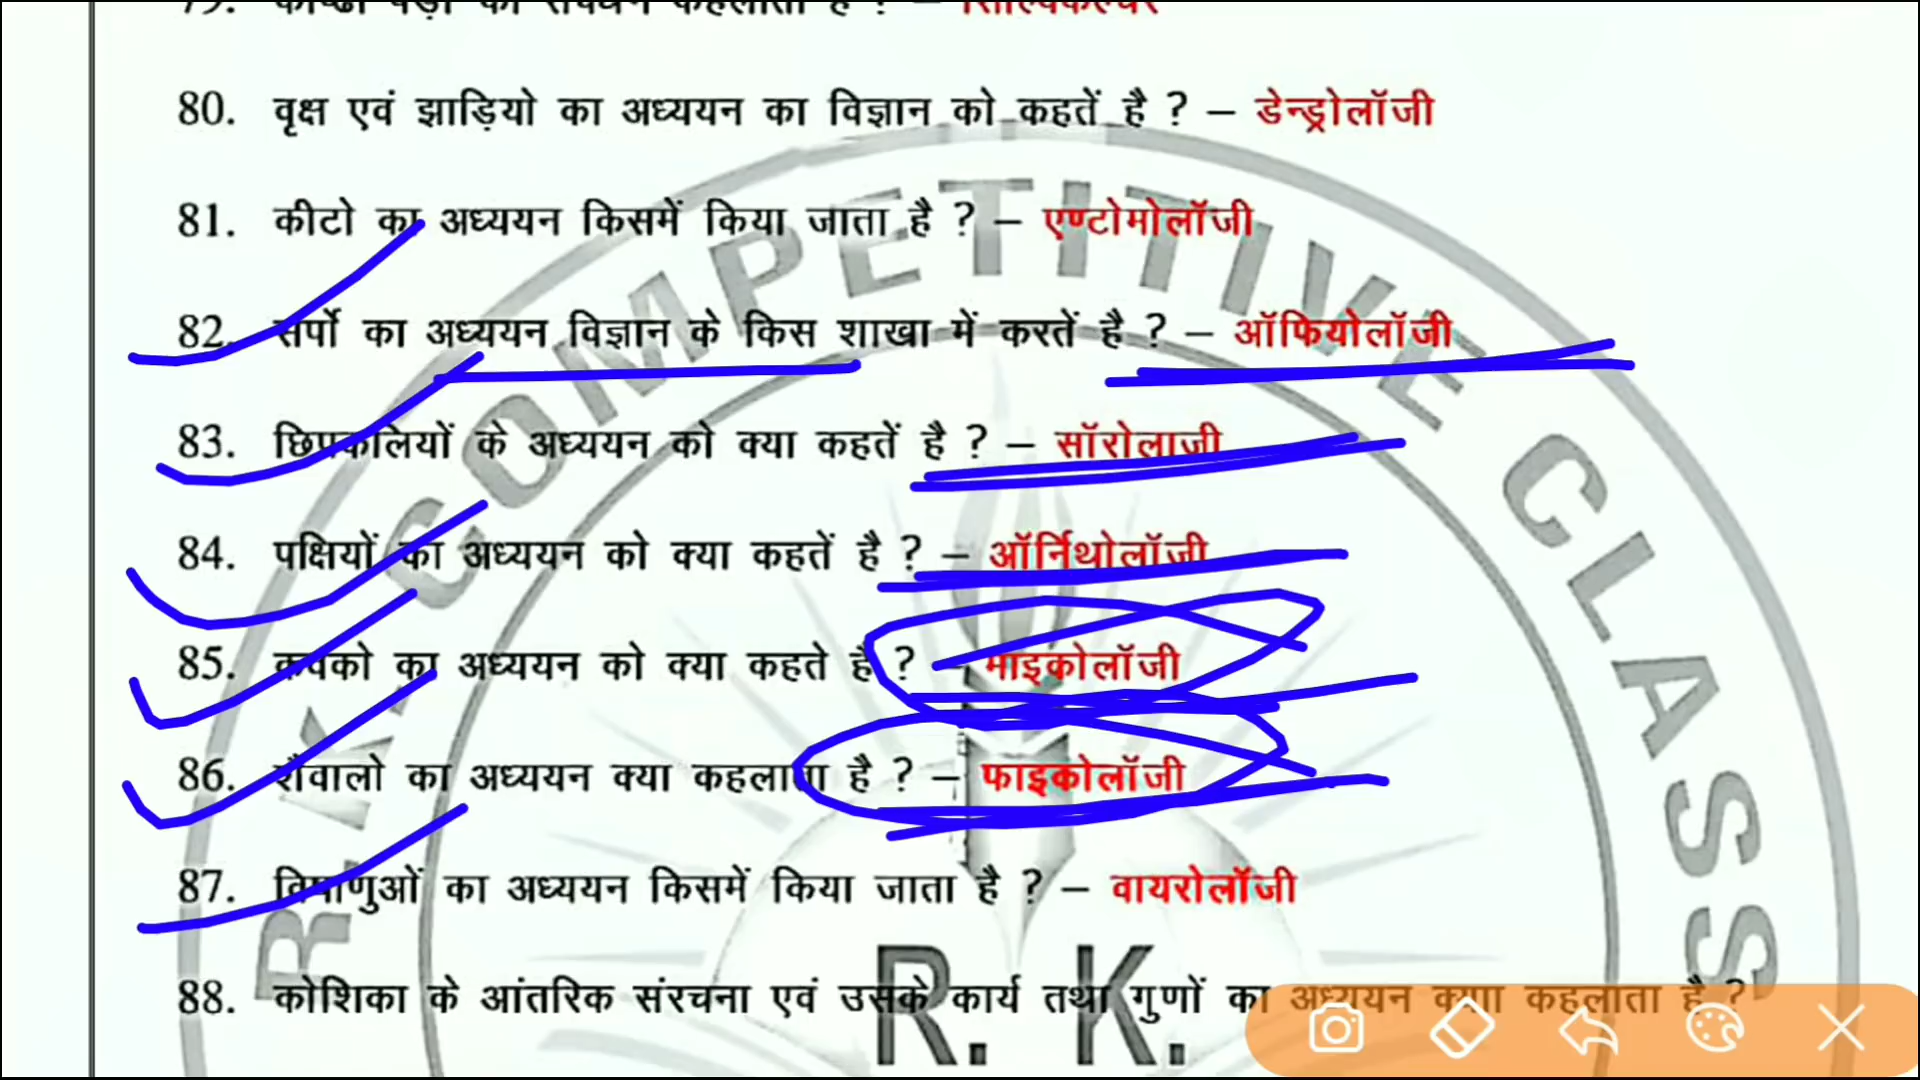 80. वृक्ष एवं झाड़ियो का अध्ययन का विज्ञान को कहतें है ? – डेन्ड्रोलॉजी
81. कीटो का अध्ययन किसमें किया जाता है ? – एण्टोमोलॉजी
82. सर्पो का अध्ययन विज्ञान के किस शाखा में करतें है ? – ऑफियोलॉजी
83. छिपकलियों के अध्ययन को क्या कहतें है ? – सॉरोलाजी
84. पक्षियों का अध्ययन को क्या कहतें है ? – ऑर्निथोलॉजी
85. कवको का अध्ययन को क्या कहते है ? – माइकोलॉजी
86. शैवालो का अध्ययन क्या कहलाता है ? – फाइकोलॉजी
87. विषाणुओं का अध्ययन किसमें किया जाता है ? – वायरोलॉजी
88. कोशिका के आंतरिक संरचना एवं उसके कार्य तथा गुणों का अध्ययन क्या कहलाता है ?
R. K. COMPETITIVE CLASS
R. K.